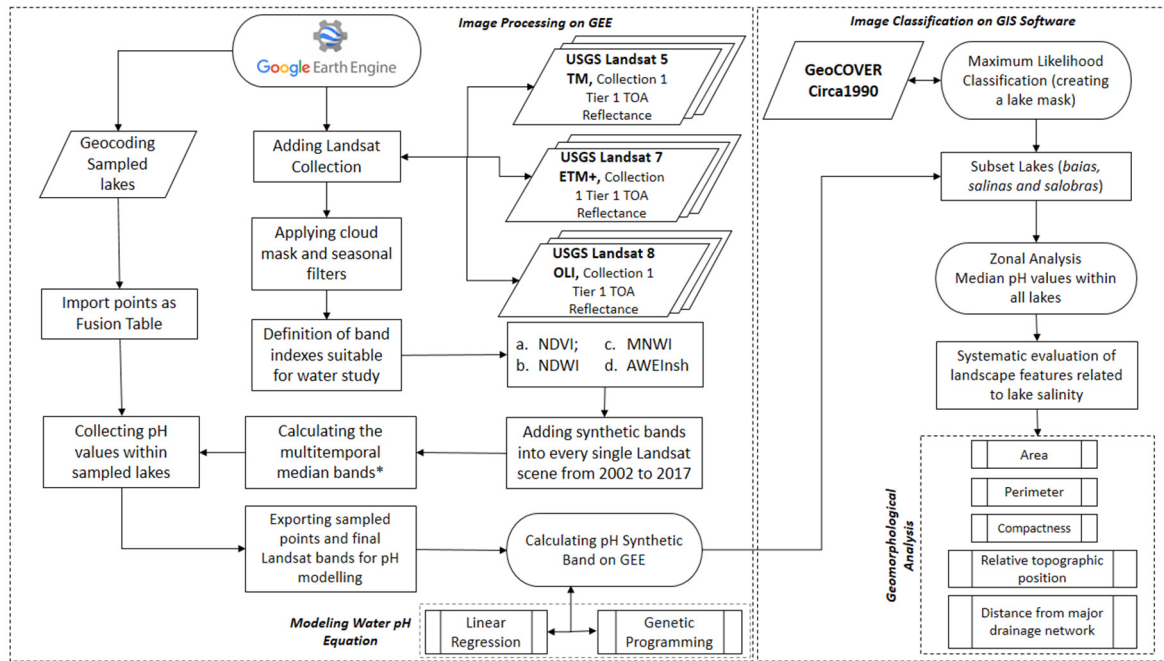 Image Processing on GEE
Google Earth Engine
Geocoding
Sampled
lakes
Import points as
Fusion Table
Adding Landsat
Collection
Applying cloud
mask and seasonal
filters
Definition of band
indexes suitable
for water study
USGS Landsat 5
TM, Collection 1
Tier 1 TOA
Reflectance
USGS Landsat 7
ETM+, Collection
1 Tier 1 TOA
Reflectance
USGS Landsat 8
OLI, Collection 1
Tier 1 TOA
Reflectance
a. NDVI; c. MNWI
b. NDWI d. AWEInsh
Adding synthetic bands
into every single Landsat
scene from 2002 to 2017
Calculating the
multitemporal
median bands*
Collecting pH
values within
sampled lakes
Exporting sampled
points and final
Landsat bands for pH
modelling
Calculating pH Synthetic
Band on GEE
Modeling Water pH
Equation
Linear
Regression
Genetic
Programming
Image Classification on GIS Software
GeoCOVER
Circa1990
Maximum Likelihood
Classification (creating
a lake mask)
Subset Lakes (baias,
salinas and salobras)
Zonal Analysis
Median pH values within
all lakes
Systematic evaluation of
landscape features related
to lake salinity
Geomorphological
Analysis
Area
Perimeter
Compactness
Relative topographic
position
Distance from major
drainage network